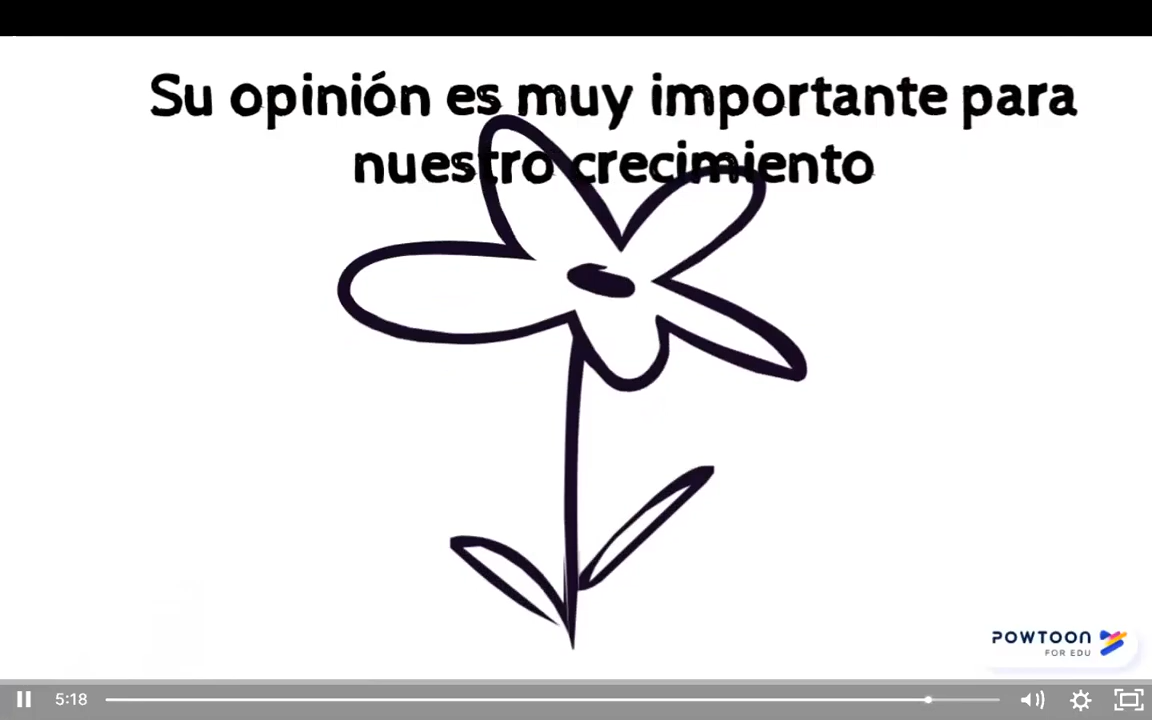 Su opinión es muy importante para
nuestro crecimiento
POWTOON
FOR EDU
5:18